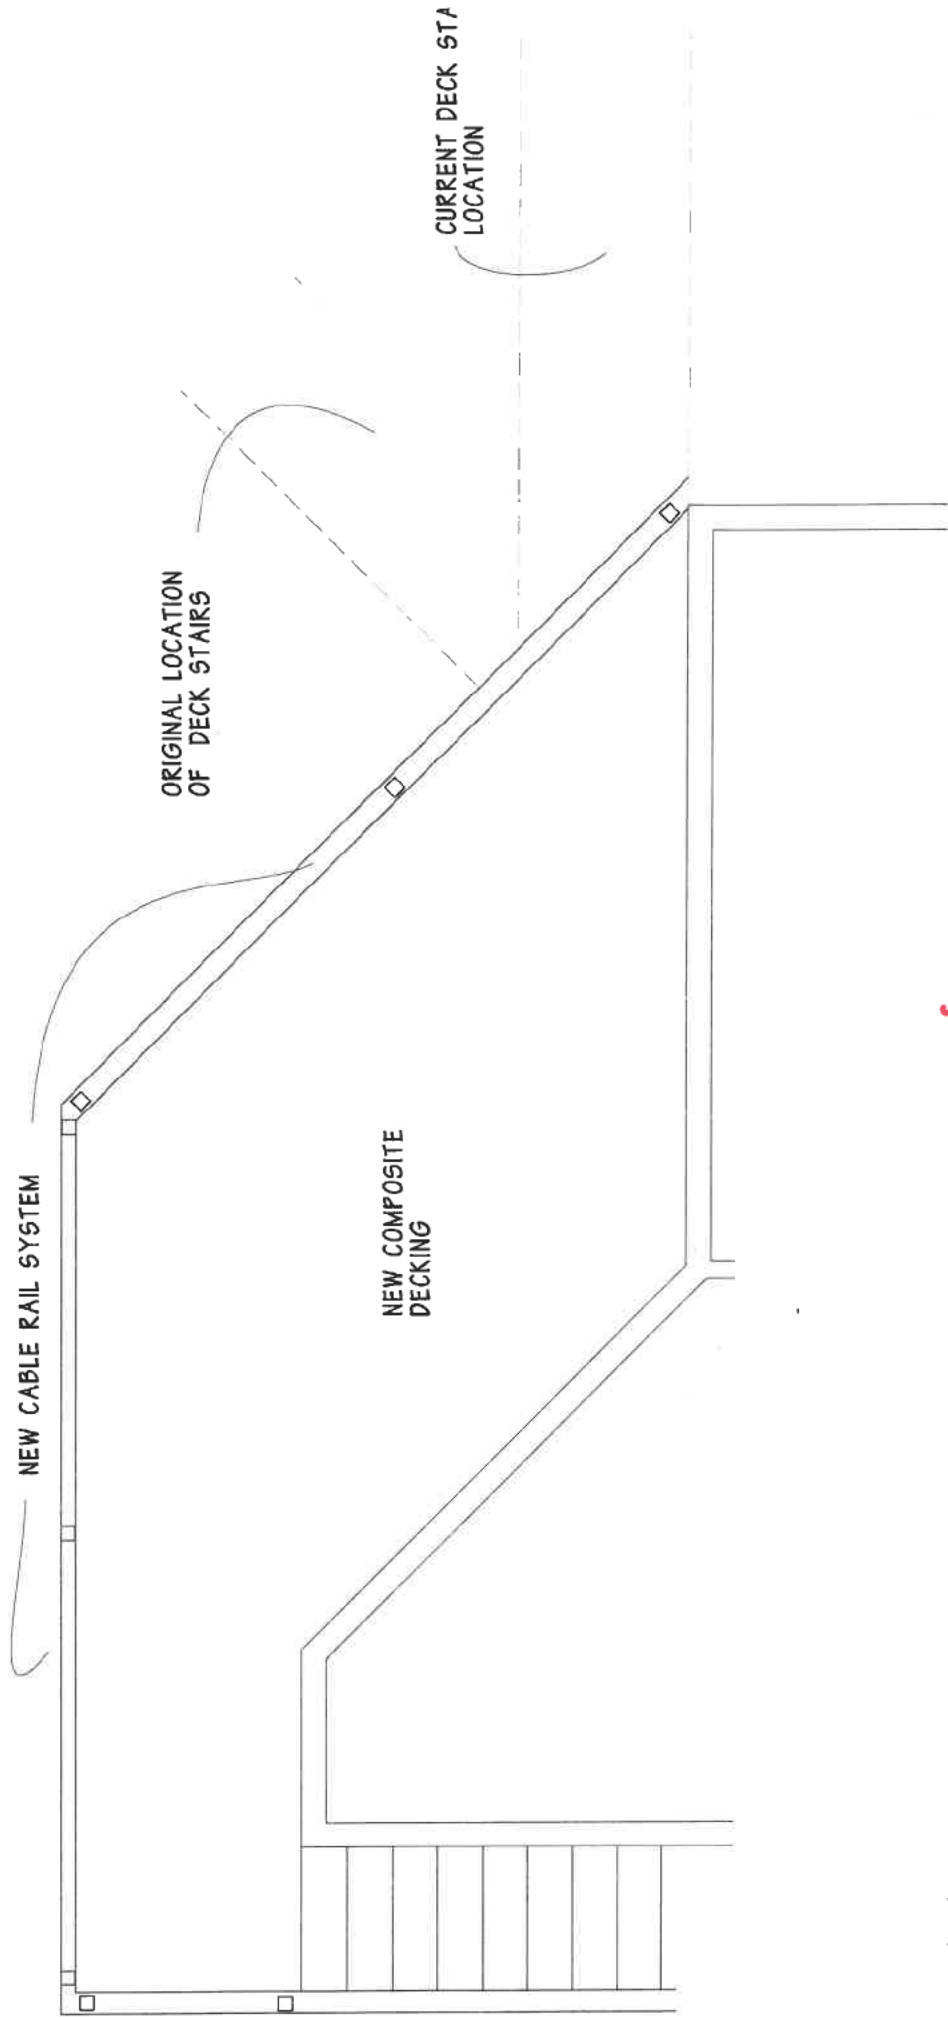 NEW CABLE RAIL SYSTEM
ORIGINAL LOCATION
OF DECK STAIRS
CURRENT DECK STA
LOCATION
NEW COMPOSITE
DECKING